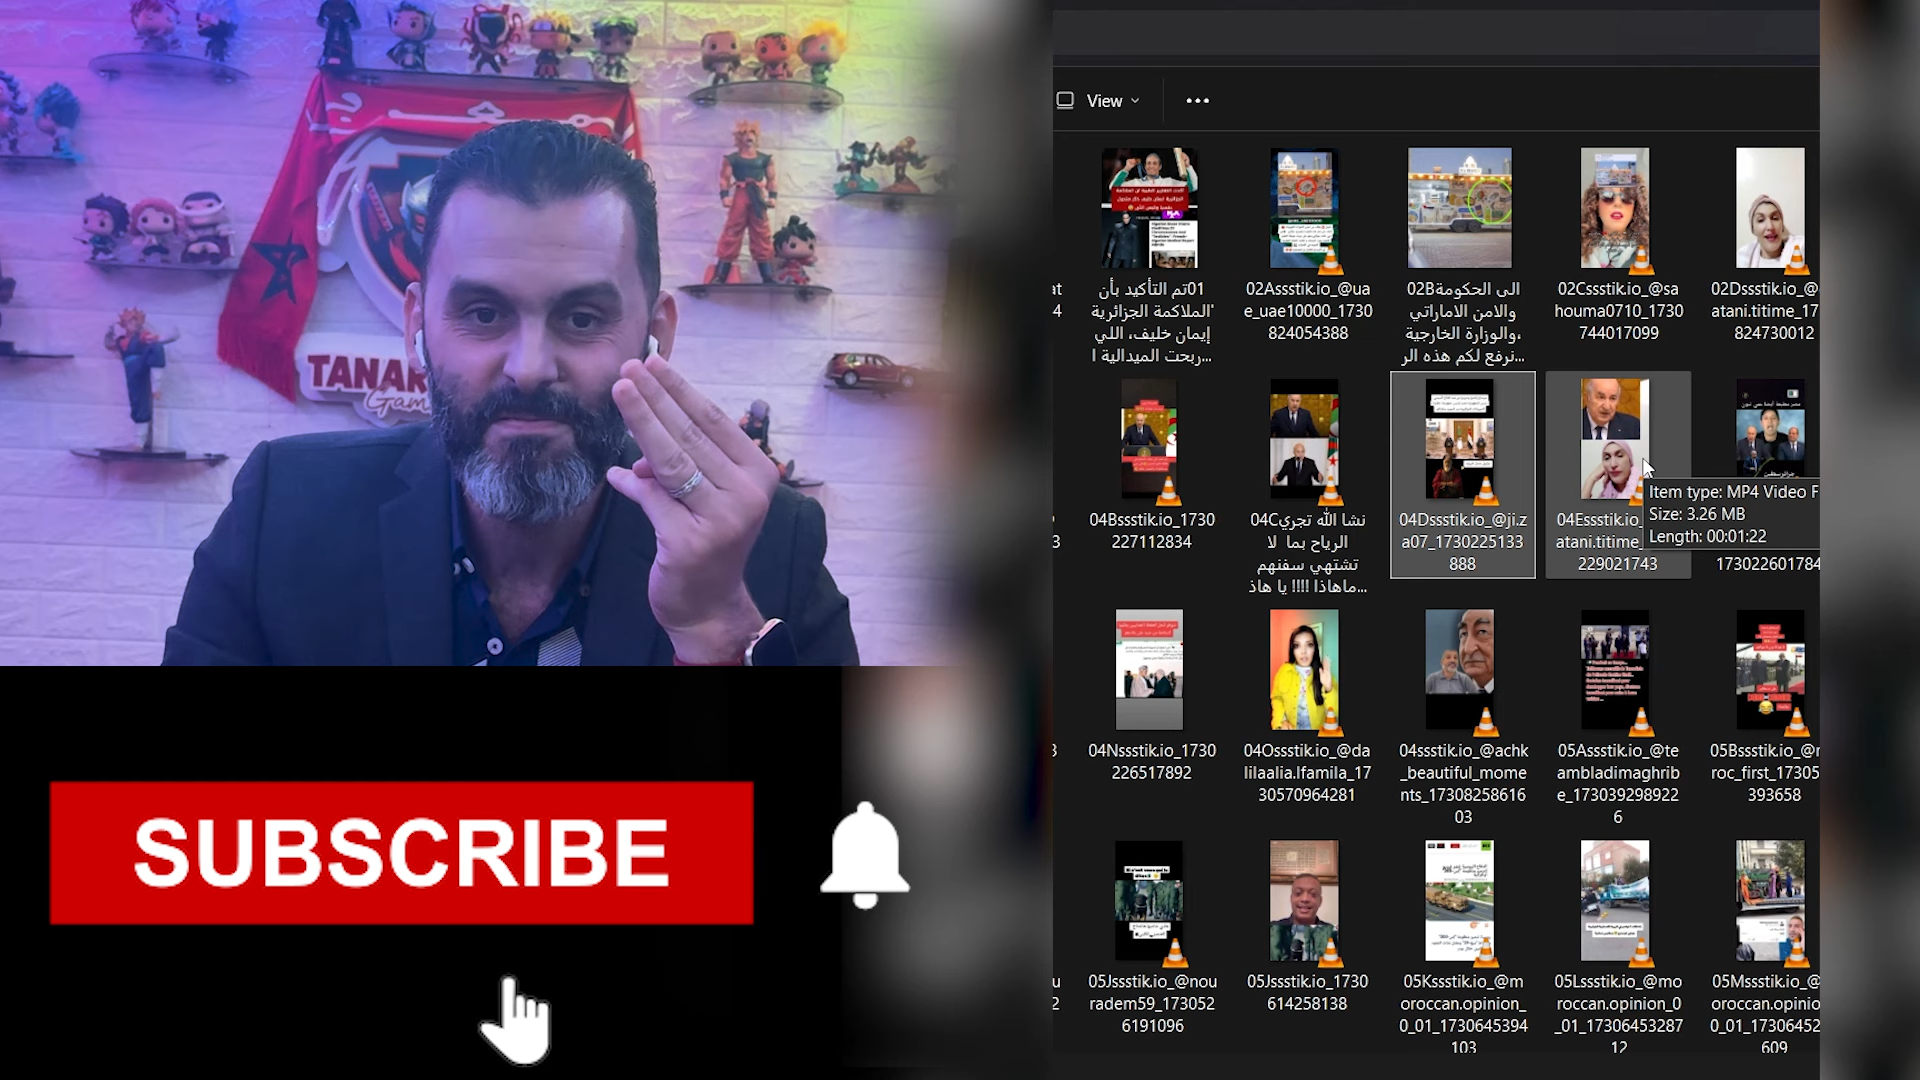 TANAR
Gam
SUBSCRIBE
View
01تم التأكيد بأن
الملاكمة الجزائرية'
إيمان خليف، اللي
ربحت الميدالية ا...
02Assstik.io_@ua
e_uae10000_1730
824054388
02Bالى الحكومة
والامن الاماراتي
،والوزارة الخارجية
نرفع لكم هذه الر...
02Cssstik.io_@sa
houma0710_1730
744017099
02Dssstik.io_@
atani.titime_17
824730012
04Bssstik.io_1730
227112834
04Cنشا الله تجري
الرياح بما لا
تشتهي سفنهم
ماهاذا !!!! يا هاذ...
04Dssstik.io_@ji.z
a07_1730225133
888
04Essstik.io_
atani.titime_
229021743
Item type: MP4 Video F
Size: 3.26 MB
Length: 00:01:22
173022601784
04Nssstik.io_1730
226517892
04Ossstik.io_@da
lilaalia.lfamila_17
30570964281
04ssstik.io_@achk
_beautiful_mome
nts_17308258616
03
05Assstik.io_@te
ambladimaghrib
e_173039298922
6
05Bssstik.io_@r
roc_first_17305
393658
05Jssstik.io_@nou
radem59_173052
6191096
05Jssstik.io_1730
614258138
05Kssstik.io_@m
oroccan.opinion_
0_01_1730645394
103
05Lssstik.io_@mo
roccan.opinion_0
_01_17306453287
12
05Mssstik.io_@
oroccan.opinio
0_01_17306452
609